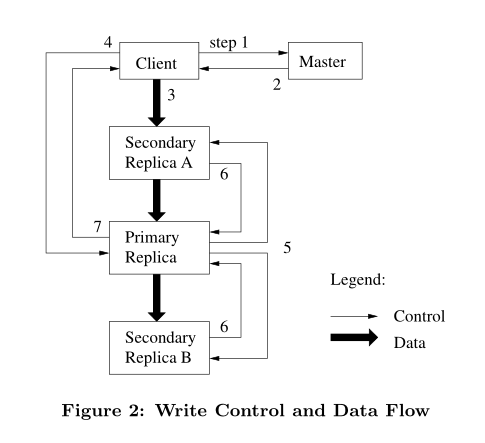 4
step 1
Client
Master
2
3
Secondary
Replica A
6
7
Primary
Replica
5
Legend:
6
Control
Secondary
Replica B
Data
Figure 2: Write Control and Data Flow